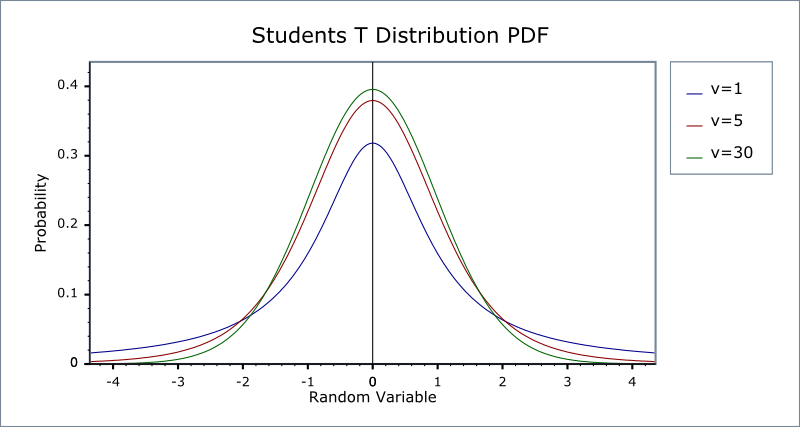 Students T Distribution PDF
v=1
v=5
v=30
Probability
0.4
0.3
0.2
0.1
0
-4 -3 -2 -1 0 1 2 3 4
Random Variable